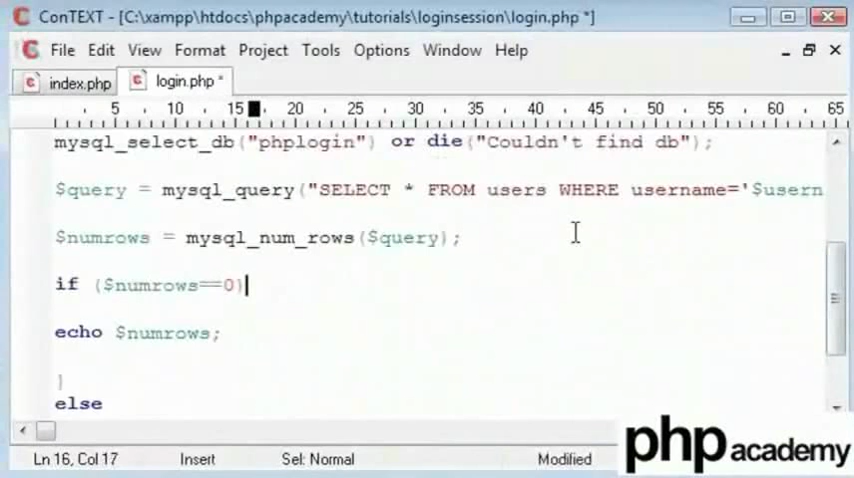 ConTEXT - [C:\xampp\htdocs\phpacademy\tutorials\loginsession\login.php *]
File Edit View Format Project Tools Options Window Help
index.php login.php *
5 10 15 20 25 30 35 40 45 50 55 60 65
mysql_select_db("phplogin") or die("Couldn't find db");
$query = mysql_query("SELECT * FROM users WHERE username='$usern
$numrows = mysql_num_rows($query);
if ($numrows==0)
echo $numrows;
}
else
Ln 16, Col 17 Insert Sel: Normal Modified
php academy